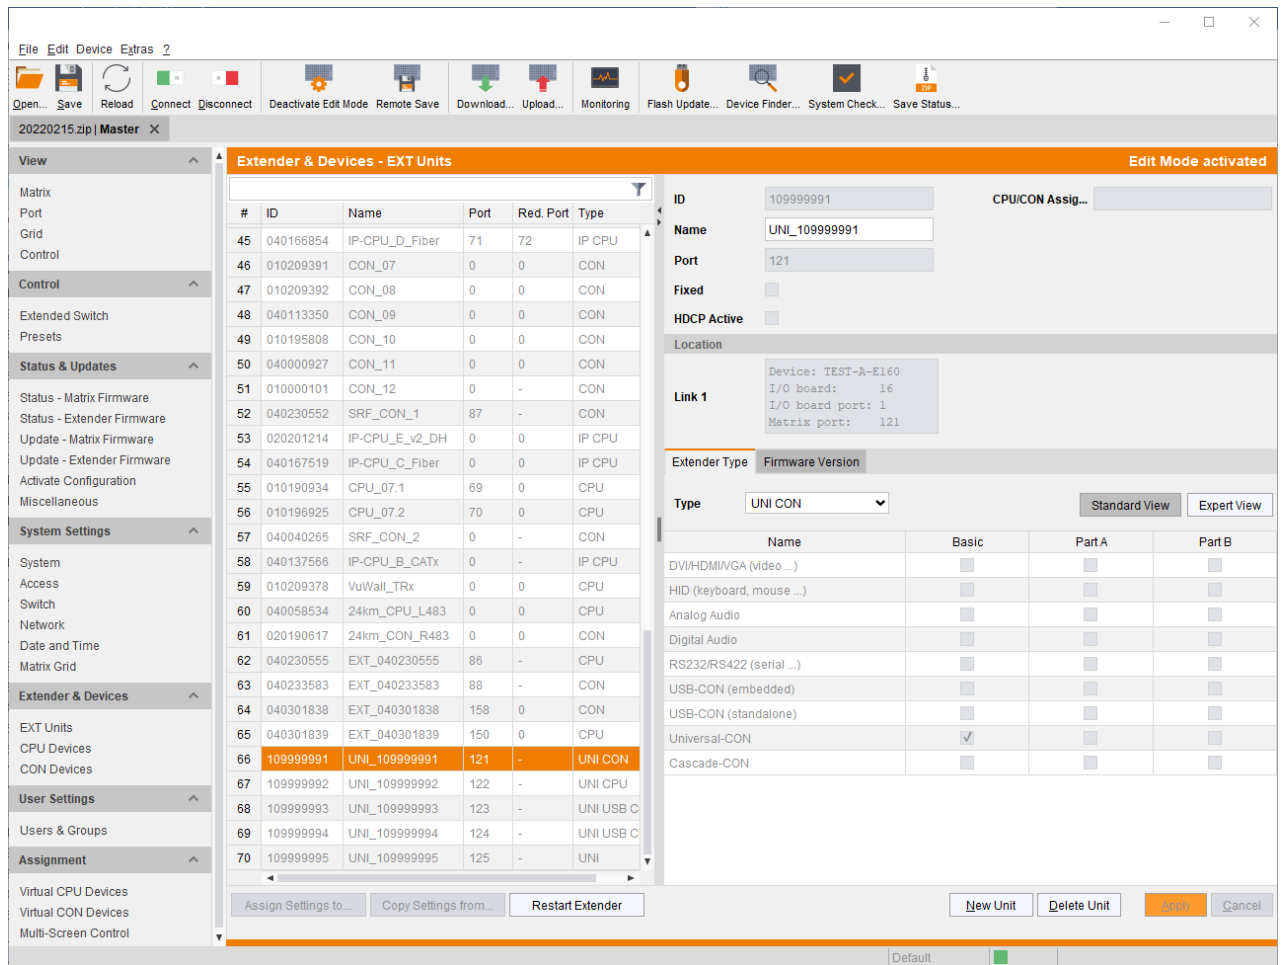 File Edit Device Extras ?
Open... Save Reload Connect Disconnect Deactivate Edit Mode Remote Save Download... Upload... Monitoring Flash Update... Device Finder... System Check... Save Status...
20220215.zip | Master
View
Matrix
Port
Grid
Control
Control
Extended Switch
Presets
Status & Updates
Status - Matrix Firmware
Status - Extender Firmware
Update - Matrix Firmware
Update - Extender Firmware
Activate Configuration
Miscellaneous
System Settings
System
Access
Switch
Network
Date and Time
Matrix Grid
Extender & Devices
EXT Units
CPU Devices
CON Devices
User Settings
Users & Groups
Assignment
Virtual CPU Devices
Virtual CON Devices
Multi-Screen Control
Extender & Devices - EXT Units Edit Mode activated
# ID Name Port Red. Port Type
45 040166854 IP-CPU_D_Fiber 71 72 IP CPU
46 010209391 CON_07 0 0 CON
47 010209392 CON_08 0 0 CON
48 040113350 CON_09 0 0 CON
49 010195808 CON_10 0 0 CON
50 040000927 CON_11 0 0 CON
51 010000101 CON_12 0 - CON
52 040230552 SRF_CON_1 87 - CON
53 020201214 IP-CPU_E_v2_DH 0 0 IP CPU
54 040167519 IP-CPU_C_Fiber 0 0 IP CPU
55 010190934 CPU_07.1 69 0 CPU
56 010196925 CPU_07.2 70 0 CPU
57 040040265 SRF_CON_2 0 - CON
58 040137566 IP-CPU_B_CATx 0 - IP CPU
59 010209378 VuWall_TRx 0 0 CPU
60 040058534 24km_CPU_L483 0 0 CPU
61 020190617 24km_CON_R483 0 0 CON
62 040230555 EXT_040230555 86 - CPU
63 040233583 EXT_040233583 88 - CON
64 040301838 EXT_040301838 158 0 CON
65 040301839 EXT_040301839 150 0 CPU
66 109999991 UNI_109999991 121 - UNI CON
67 109999992 UNI_109999992 122 - UNI CPU
68 109999993 UNI_109999993 123 - UNI USB C
69 109999994 UNI_109999994 124 - UNI USB C
70 109999995 UNI_109999995 125 - UNI
Assign Settings to... Copy Settings from... Restart Extender
ID 109999991 CPU/CON Assig...
Name UNI_109999991
Port 121
Fixed
HDCP Active
Location
Link 1
Device: TEST-A-E160
I/O board: 16
I/O board port: 1
Matrix port: 121
Extender Type Firmware Version
Type UNI CON Standard View Expert View
Name Basic Part A Part B
DVI/HDMI/VGA (video ...)
HID (keyboard, mouse ...)
Analog Audio
Digital Audio
RS232/RS422 (serial ...)
USB-CON (embedded)
USB-CON (standalone)
Universal-CON
Cascade-CON
New Unit Delete Unit Apply Cancel
Default